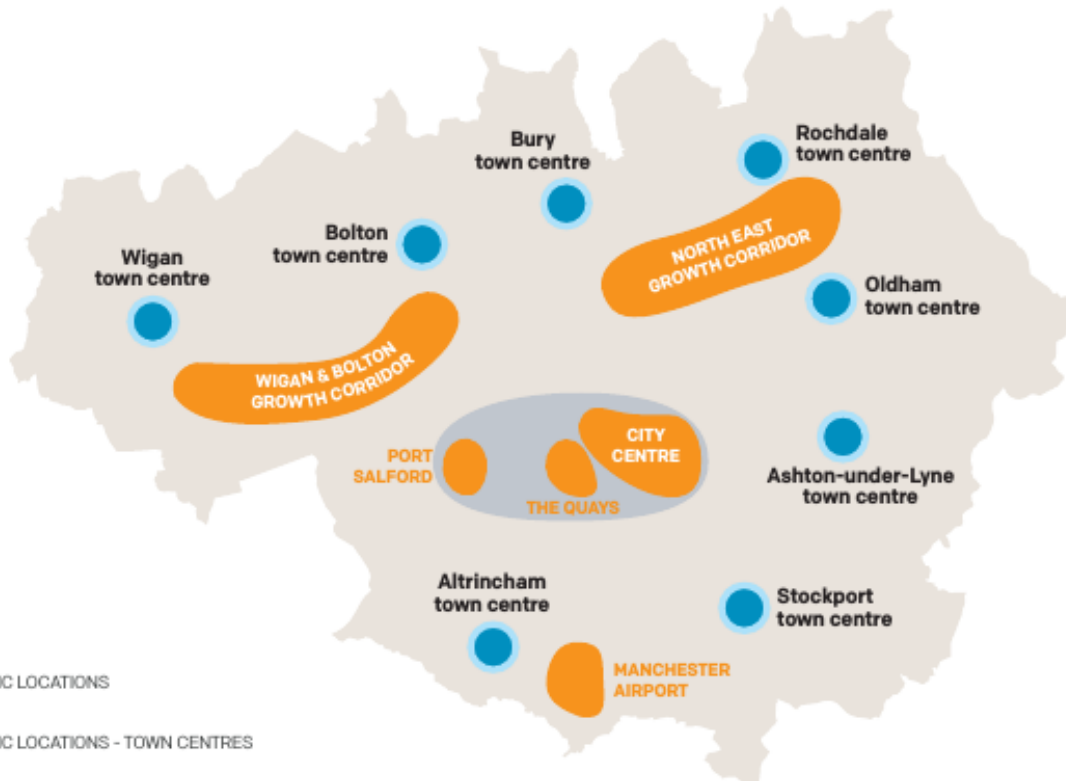 Bury
town centre
Rochdale
town centre
Bolton
town centre
Wigan
town centre
NORTH EAST
GROWTH CORRIDOR
Oldham
town centre
WIGAN & BOLTON
GROWTH CORRIDOR
CITY
CENTRE
PORT
SALFORD
THE QUAYS
Ashton-under-Lyne
town centre
Altrincham
town centre
Stockport
town centre
MANCHESTER
AIRPORT
IC LOCATIONS
IC LOCATIONS - TOWN CENTRES